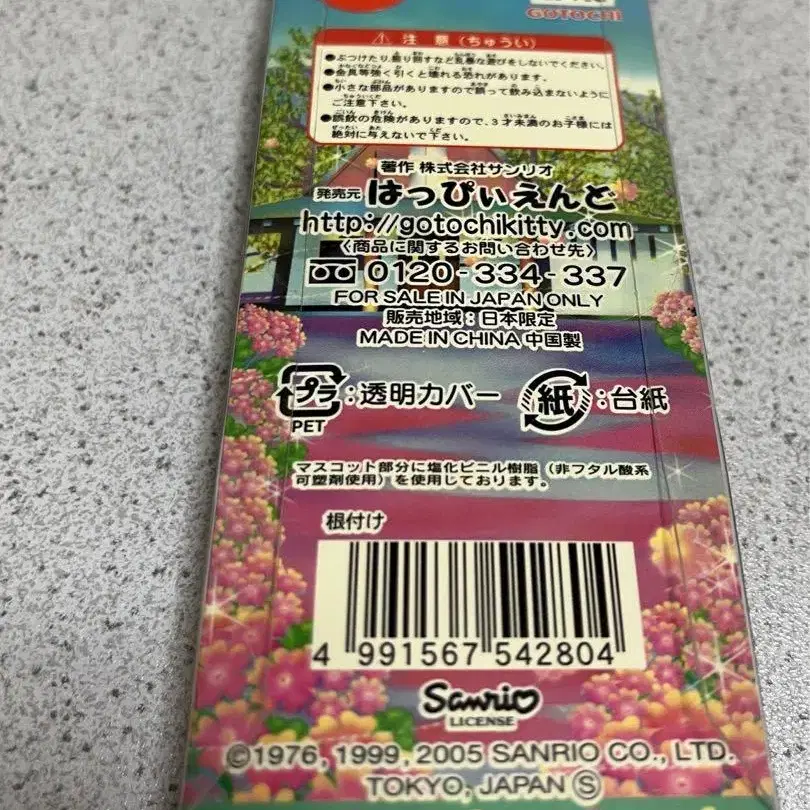 GOTOCHI
注意（ちゅうい）
●ぶつけたり、振り回すなど乱暴な遊びをしないでください。
●金具等強く引くと壊れる恐れがあります。
●小さな部品がありますので誤って飲み込まないように
ご注意下さい。
●誤飲の危険がありますので、3才未満のお子様には
絶対に与えないで下さい。
著作 株式会社サンリオ
発売元 はっぴぃえんど
http://gotochikitty.com
〈商品に関するお問い合わせ先〉
0120-334-337
FOR SALE IN JAPAN ONLY
販売地域：日本限定
MADE IN CHINA 中国製
プラ：透明カバー 紙：台紙
PET
マスコット部分に塩化ビニル樹脂（非フタル酸系
可塑剤使用）を使用しております。
根付け
4 991567 542804
Sanrio
LICENSE
©1976, 1999, 2005 SANRIO CO., LTD.
TOKYO, JAPAN Ⓢ